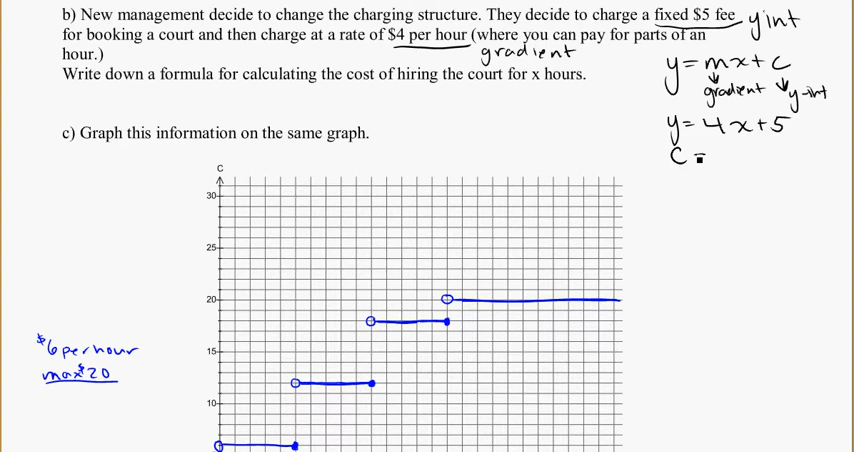 b) New management decide to change the charging structure. They decide to charge a fixed $5 fee y'int
for booking a court and then charge at a rate of $4 per hour (where you can pay for parts of an
hour.) gradient
Write down a formula for calculating the cost of hiring the court for x hours.
y=mx+c
gradient y-int
y=4x+5
C=
c) Graph this information on the same graph.
C
30
25
20
15
10
$6 per hour
max $20